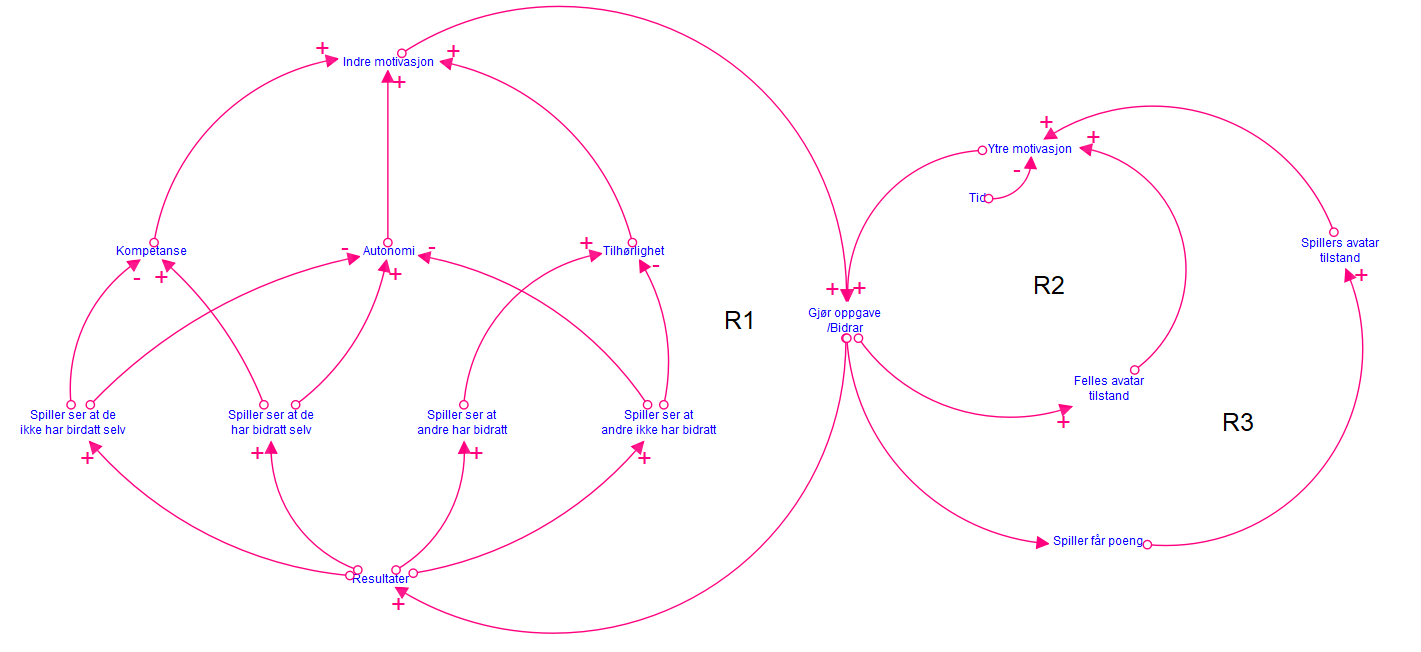 Indre motivasjon
Ytre motivasjon
Tid
Kompetanse
Autonomi
Tilhørlighet
Spillers avatar
tilstand
R2
R1
Gjør oppgave
/Bidrar
Felles avatar
tilstand
R3
Spiller ser at de
ikke har birdatt selv
Spiller ser at de
har bidratt selv
Spiller ser at
andre har bidratt
Spiller ser at
andre ikke har bidratt
Spiller får poeng
Resultater